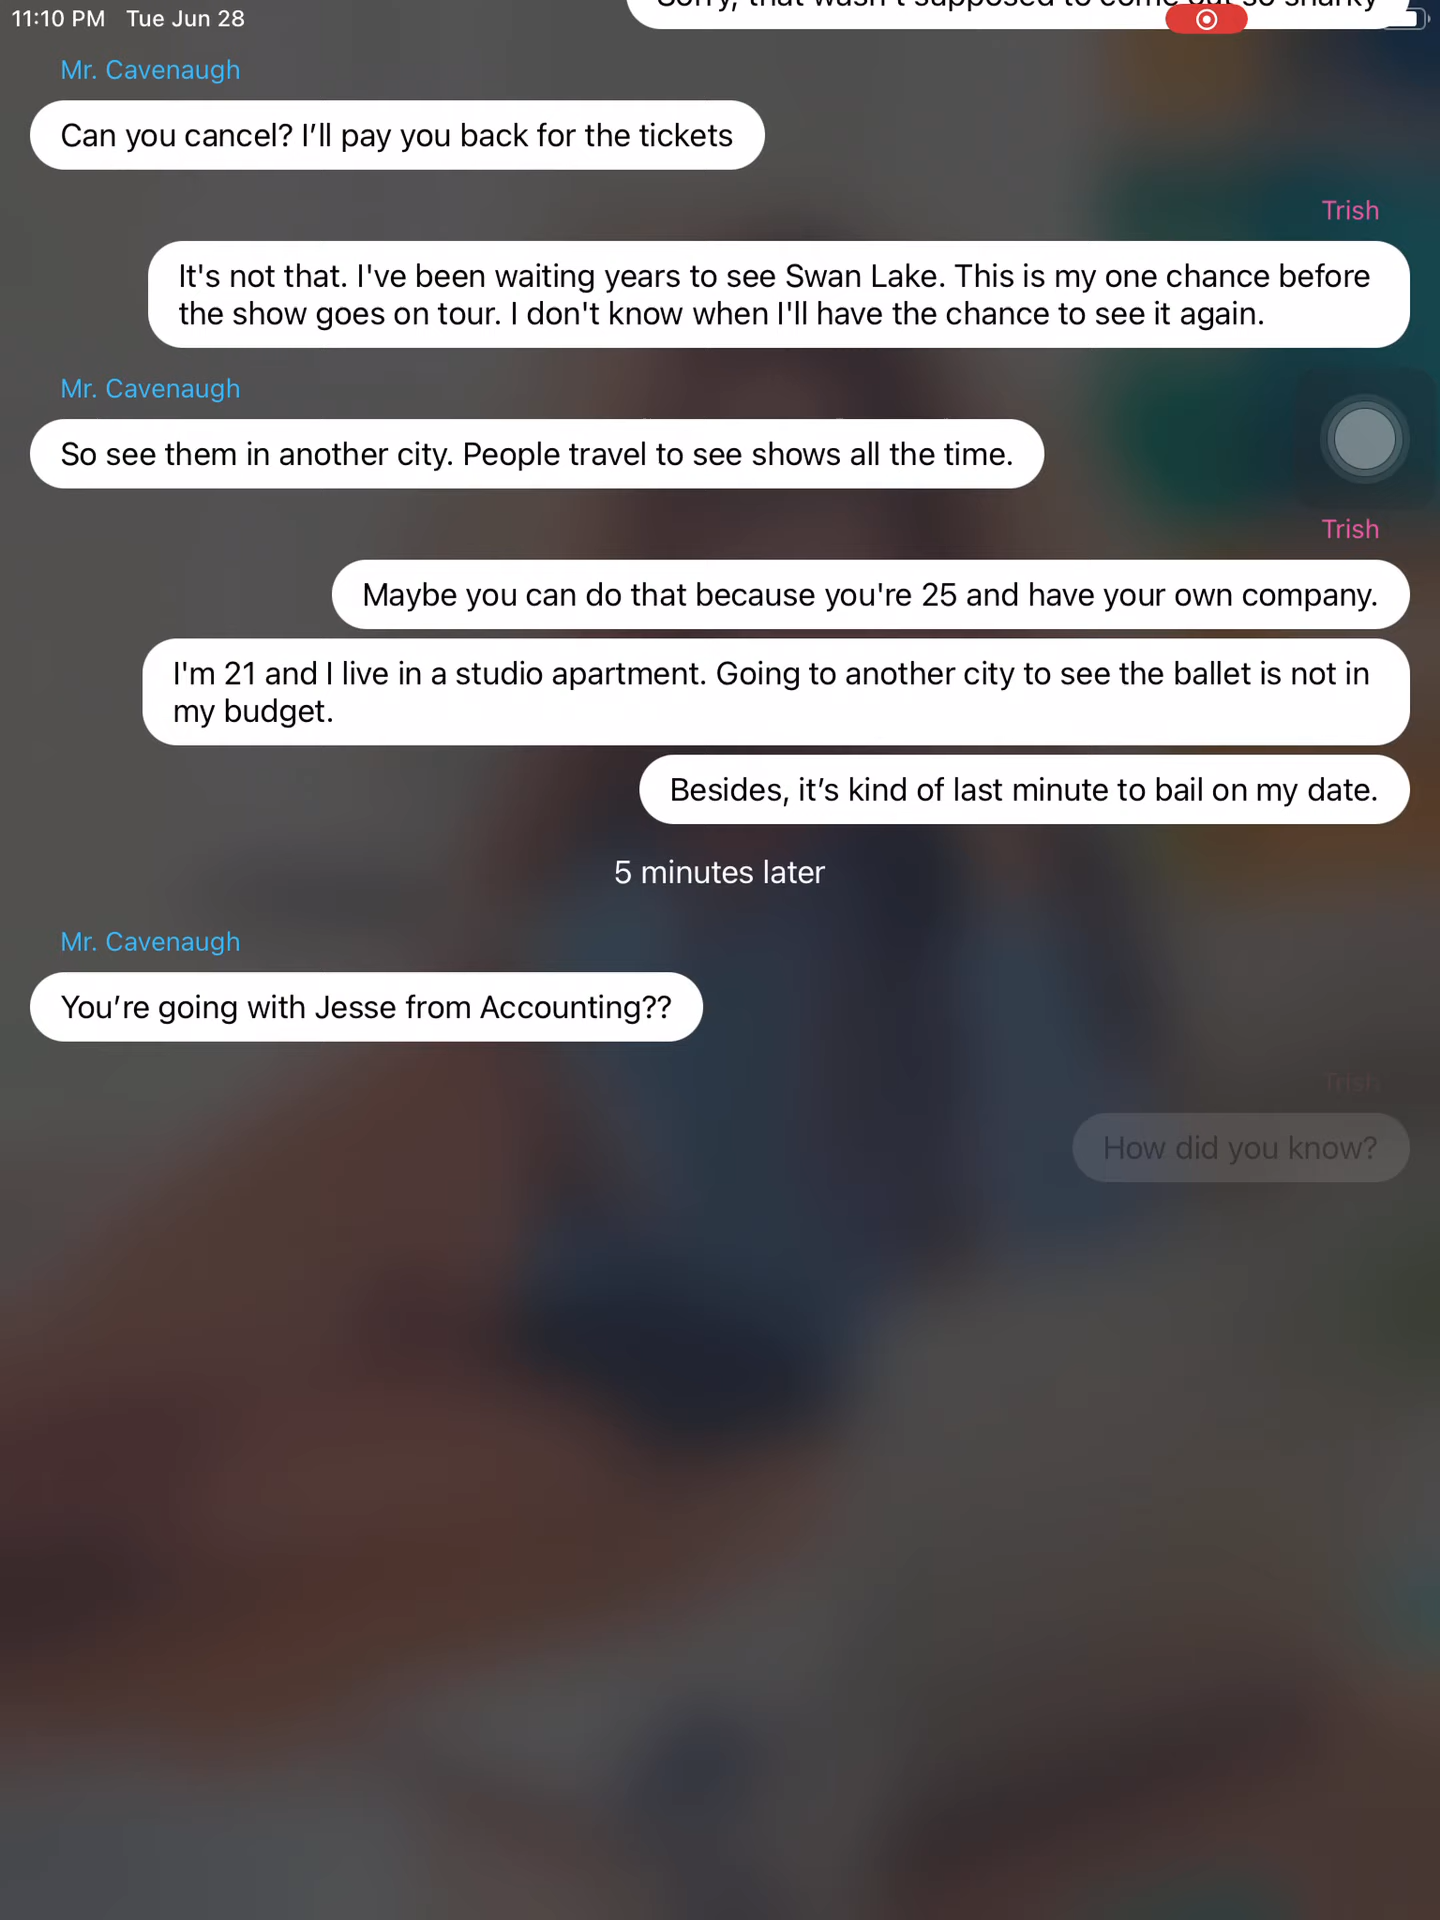 11:10 PM Tue Jun 28
Sorry, that wasn't supposed to come out so snarky
Mr. Cavenaugh
Can you cancel? I’ll pay you back for the tickets
Trish
It's not that. I've been waiting years to see Swan Lake. This is my one chance before
the show goes on tour. I don't know when I'll have the chance to see it again.
Mr. Cavenaugh
So see them in another city. People travel to see shows all the time.
Trish
Maybe you can do that because you're 25 and have your own company.
I'm 21 and I live in a studio apartment. Going to another city to see the ballet is not in
my budget.
Besides, it’s kind of last minute to bail on my date.
5 minutes later
Mr. Cavenaugh
You’re going with Jesse from Accounting??
Trish
How did you know?